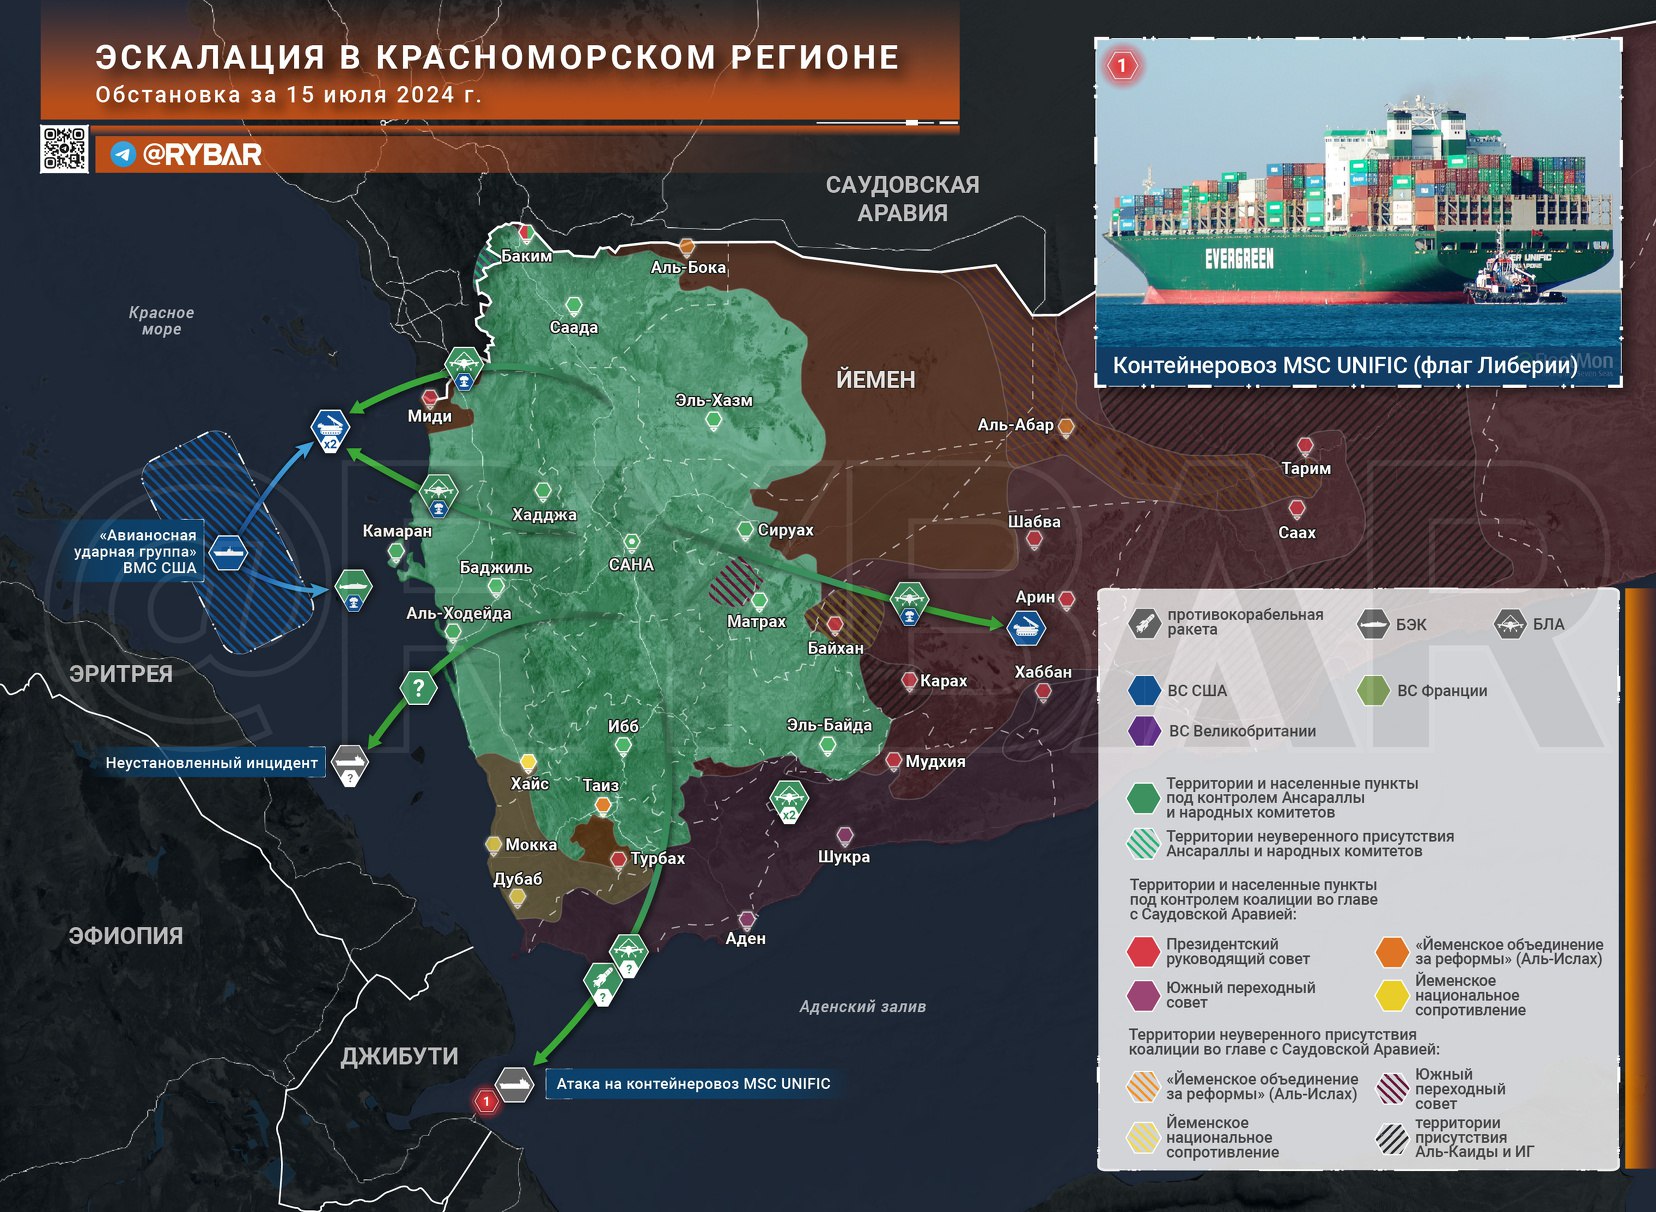 ЭСКАЛАЦИЯ В КРАСНОМОРСКОМ РЕГИОНЕ
Обстановка за 15 июля 2024 г.
@RYBAR
1
EVERGREEN
Контейнеровоз MSC UNIFIC (флаг Либерии)
САУДОВСКАЯ
АРАВИЯ
Красное
море
Баким
Аль-Бока
Саада
ЙЕМЕН
Миди
Эль-Хазм
Аль-Абар
x2
Тарим
Хадджа
Сируах
Шабва
Саах
Камаран
САНА
«Авианосная
ударная группа»
ВМС США
Баджиль
Аль-Ходейда
Матрах
Арин
Байхан
Хаббан
Карах
ЭРИТРЕЯ
?
Ибб
Эль-Байда
Неустановленный инцидент
?
Хайс
Таиз
Мудхия
x2
Мокка
Турбах
Шукра
Дубаб
Аден
ЭФИОПИЯ
?
?
Аденский залив
ДЖИБУТИ
Атака на контейнеровоз MSC UNIFIC
1
противокорабельная
ракета
БЭК
БЛА
ВС США
ВС Франции
ВС Великобритании
Территории и населенные пункты
под контролем Ансараллы
и народных комитетов
Территории неуверенного присутствия
Ансараллы и народных комитетов
Территории и населенные пункты
под контролем коалиции во главе
с Саудовской Аравией:
Президентский
руководящий совет
«Йеменское объединение
за реформы» (Аль-Ислах)
Южный переходный
совет
Йеменское
национальное
сопротивление
Территории неуверенного присутствия
коалиции во главе с Саудовской Аравией:
«Йеменское объединение
за реформы» (Аль-Ислах)
Южный
переходный
совет
Йеменское
национальное
сопротивление
территории
присутствия
Аль-Каиды и ИГ
@RYBAR